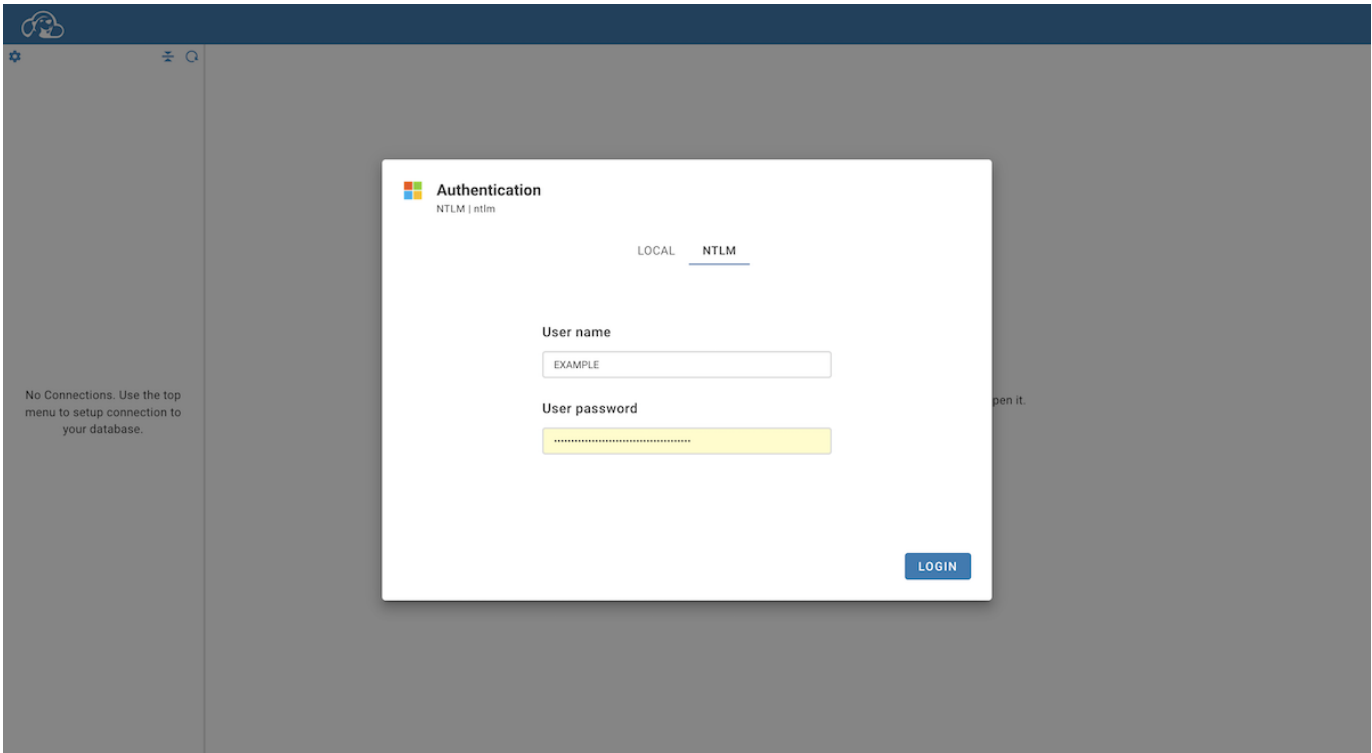 Authentication
NTLM | ntlm
LOCAL NTLM
User name
EXAMPLE
User password
LOGIN
No Connections. Use the top
menu to setup connection to
your database.
pen it.